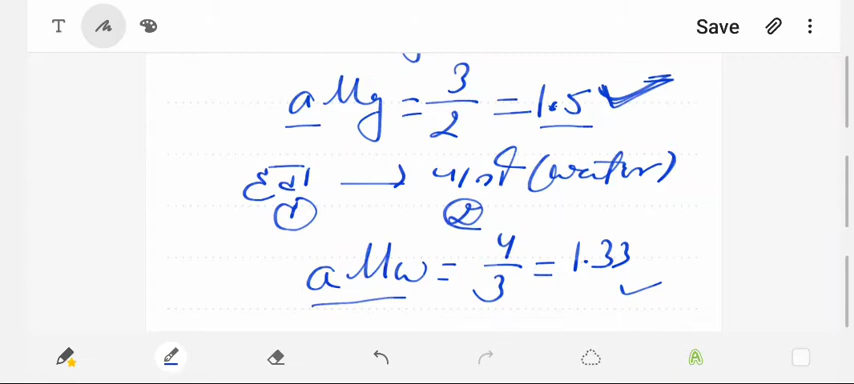 T Save
aμg = 3/2 = 1.5 ✓
हवा → पानी (water)
① ②
aμw = 4/3 = 1.33 ✓
A